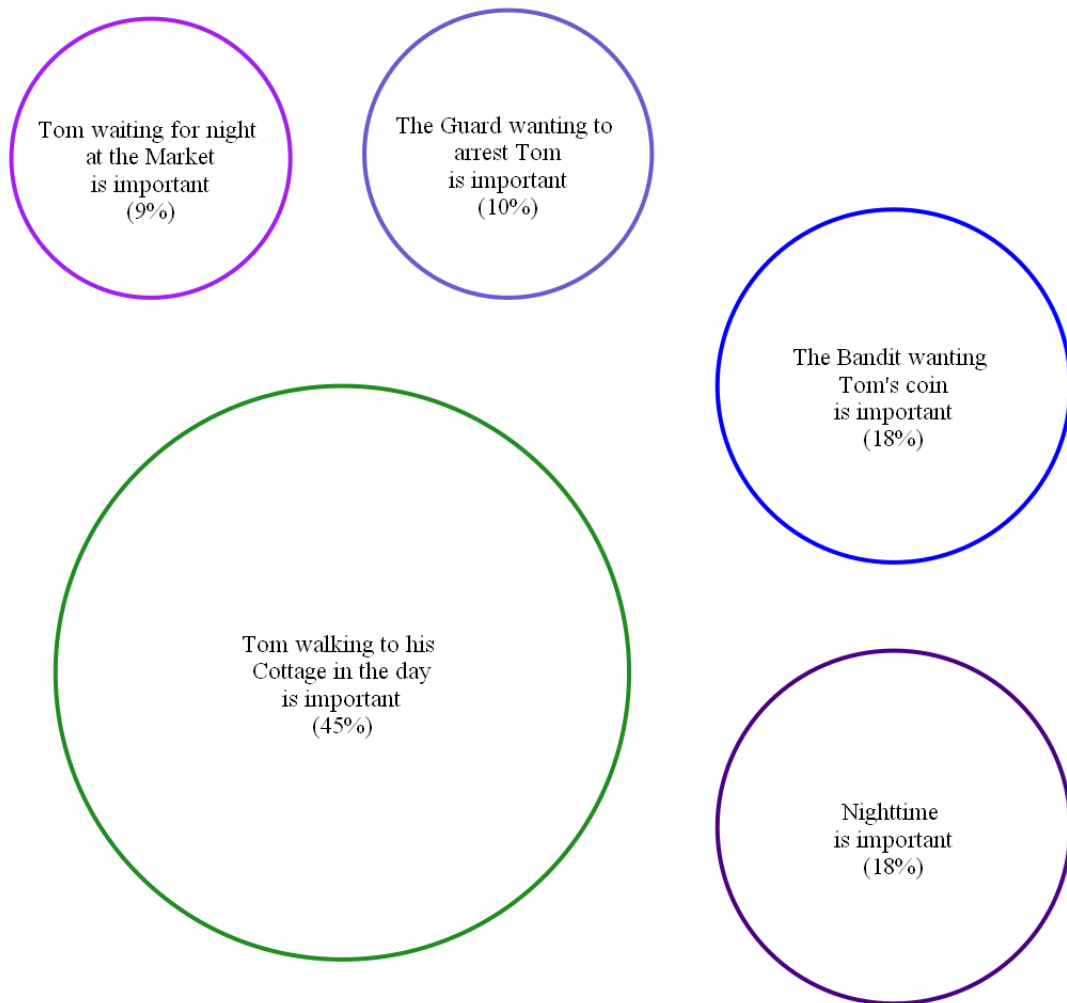 Tom waiting for night
at the Market
is important
(9%)
The Guard wanting to
arrest Tom
is important
(10%)
The Bandit wanting
Tom's coin
is important
(18%)
Tom walking to his
Cottage in the day
is important
(45%)
Nighttime
is important
(18%)